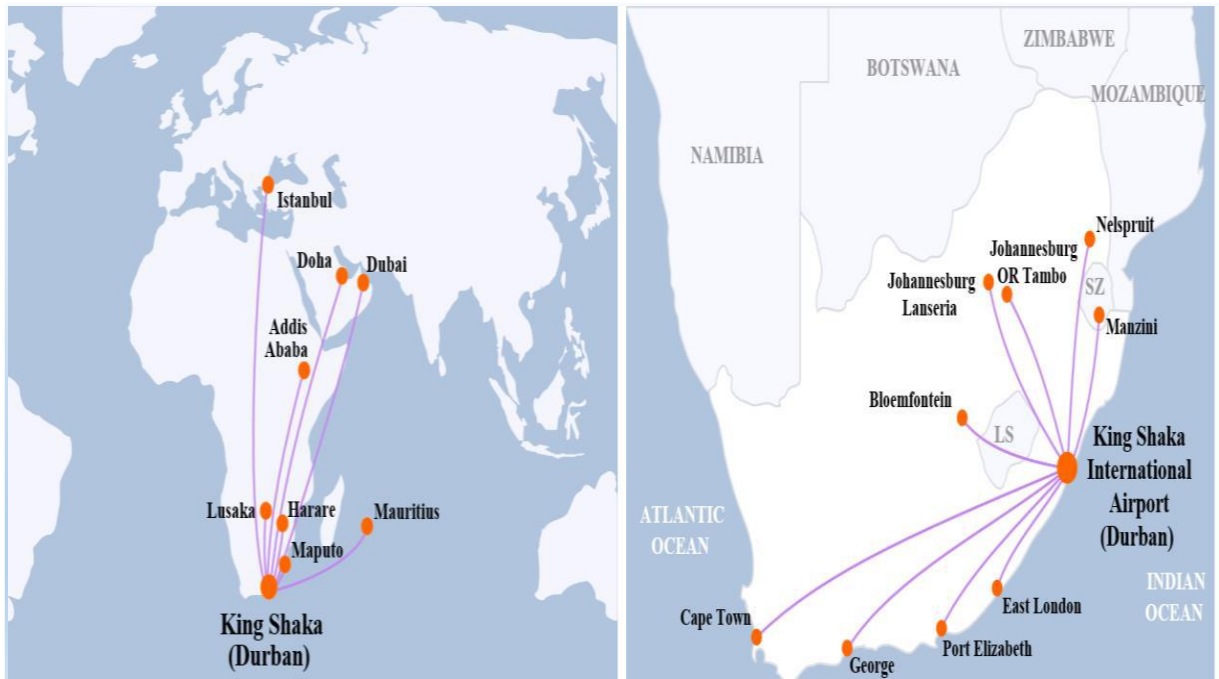 Istanbul
Doha
Dubai
Addis
Ababa
Lusaka
Harare
Mauritius
Maputo
King Shaka
(Durban)
ZIMBABWE
BOTSWANA
MOZAMBIQUE
NAMIBIA
Nelspruit
Johannesburg
OR Tambo
Johannesburg
Lanseria
SZ
Manzini
Bloemfontein
LS
King Shaka
International
Airport
(Durban)
ATLANTIC
OCEAN
INDIAN
OCEAN
East London
Cape Town
Port Elizabeth
George